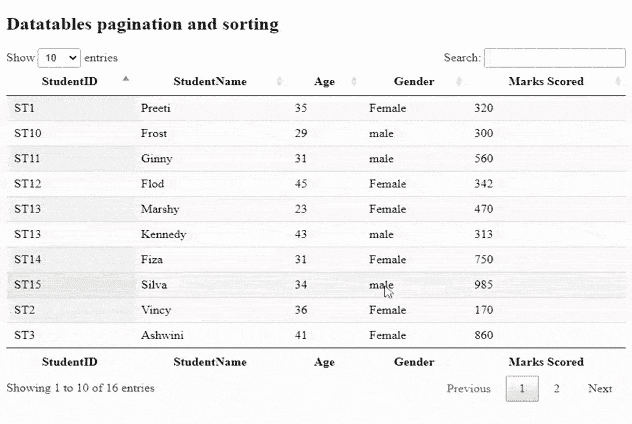 Datatables pagination and sorting
Show 10 entries Search:
StudentID StudentName Age Gender Marks Scored
ST1 Preeti 35 Female 320
ST10 Frost 29 male 300
ST11 Ginny 31 male 560
ST12 Flod 45 Female 342
ST13 Marshy 23 Female 470
ST13 Kennedy 43 male 313
ST14 Fiza 31 Female 750
ST15 Silva 34 male 985
ST2 Vincy 36 Female 170
ST3 Ashwini 41 Female 860
StudentID StudentName Age Gender Marks Scored
Showing 1 to 10 of 16 entries Previous 1 2 Next